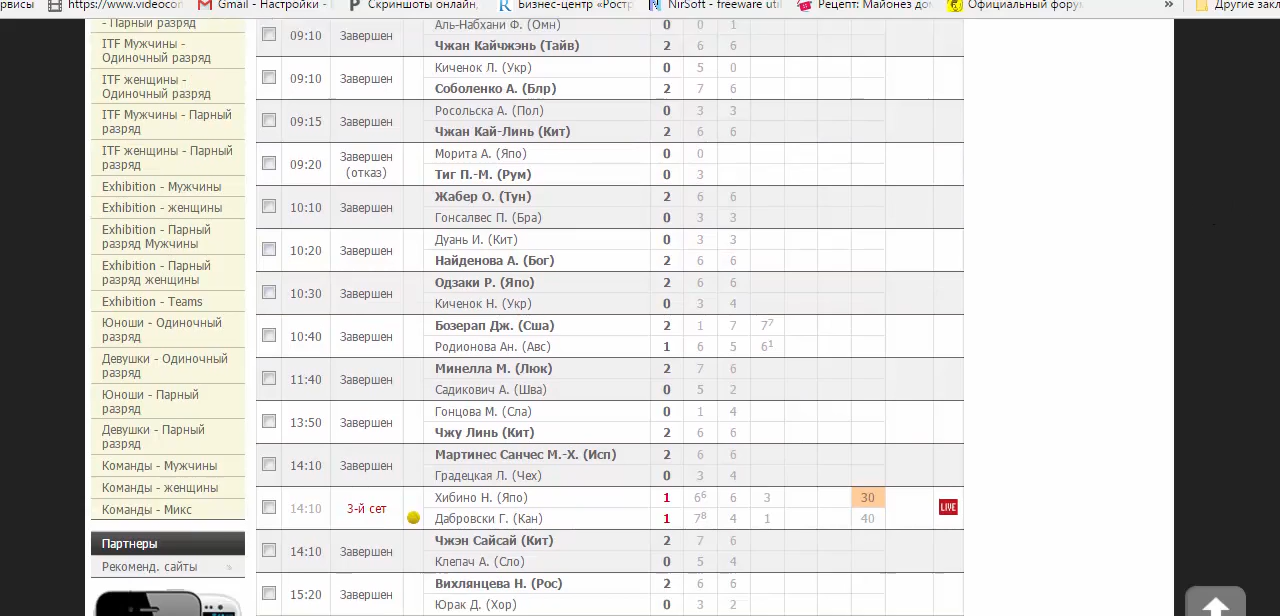 рвисы https://www.videocon Gmail - Настройки - Скриншоты онлайн, Бизнес-центр «Ростр NirSoft - freeware util Рецепт: Майонез дом Официальный форум » Другие закл
- Парный разряд
ITF Мужчины -
Одиночный разряд
ITF женщины -
Одиночный разряд
ITF Мужчины - Парный
разряд
ITF женщины - Парный
разряд
Exhibition - Мужчины
Exhibition - женщины
Exhibition - Парный
разряд Мужчины
Exhibition - Парный
разряд женщины
Exhibition - Teams
Юноши - Одиночный
разряд
Девушки - Одиночный
разряд
Юноши - Парный
разряд
Девушки - Парный
разряд
Команды - Мужчины
Команды - женщины
Команды - Микс
Партнеры
Рекоменд. сайты »
09:10 Завершен
Аль-Набхани Ф. (Омн) 0 0 1
Чжан Кайчжэнь (Тайв) 2 6 6
09:10 Завершен
Киченок Л. (Укр) 0 5 0
Соболенко А. (Блр) 2 7 6
09:15 Завершен
Росольска А. (Пол) 0 3 3
Чжан Кай-Линь (Кит) 2 6 6
09:20 Завершен (отказ)
Морита А. (Япо) 0 0
Тиг П.-М. (Рум) 0 3
10:10 Завершен
Жабер О. (Тун) 2 6 6
Гонсалвес П. (Бра) 0 3 3
10:20 Завершен
Дуань И. (Кит) 0 3 3
Найденова А. (Бог) 2 6 6
10:30 Завершен
Одзаки Р. (Япо) 2 6 6
Киченок Н. (Укр) 0 3 4
10:40 Завершен
Бозерап Дж. (Сша) 2 1 7 7⁷
Родионова Ан. (Авс) 1 6 5 6¹
11:40 Завершен
Минелла М. (Люк) 2 7 6
Садикович А. (Шва) 0 5 2
13:50 Завершен
Гонцова М. (Сла) 0 1 4
Чжу Линь (Кит) 2 6 6
14:10 Завершен
Мартинес Санчес М.-Х. (Исп) 2 6 6
Градецкая Л. (Чех) 0 3 4
14:10 3-й сет
Хибино Н. (Япо) 1 6⁶ 6 3 30
Дабровски Г. (Кан) 1 7⁸ 4 1 40
LIVE
14:10 Завершен
Чжэн Сайсай (Кит) 2 7 6
Клепач А. (Сло) 0 5 4
15:20 Завершен
Вихлянцева Н. (Рос) 2 6 6
Юрак Д. (Хор) 0 3 2